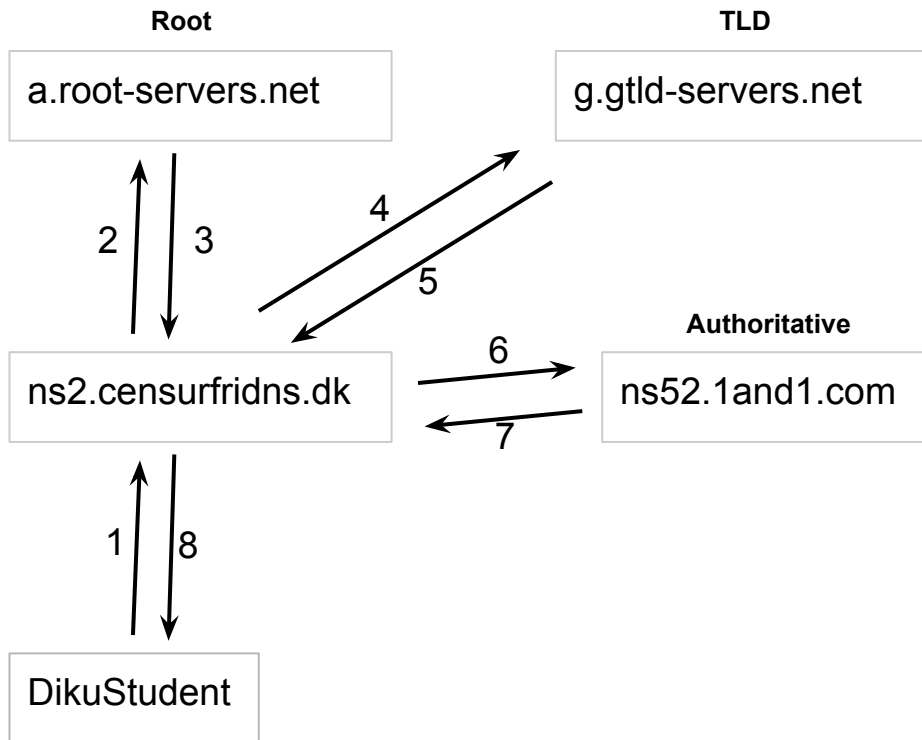 Root
TLD
a.root-servers.net
g.gtld-servers.net
2
3
4
5
Authoritative
ns2.censurfridns.dk
6
ns52.1and1.com
7
1
8
DikuStudent